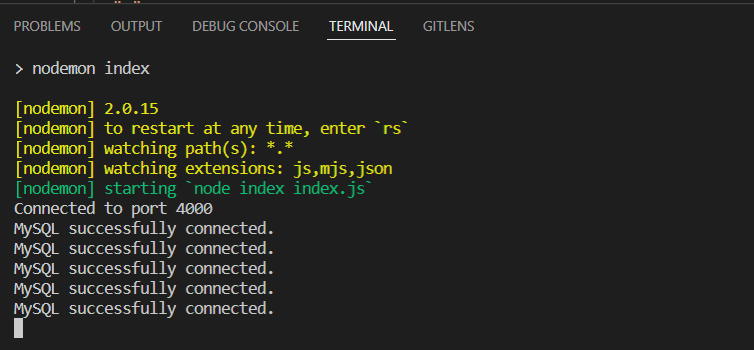 PROBLEMS OUTPUT DEBUG CONSOLE TERMINAL GITLENS
> nodemon index
[nodemon] 2.0.15
[nodemon] to restart at any time, enter `rs`
[nodemon] watching path(s): *.*
[nodemon] watching extensions: js,mjs,json
[nodemon] starting `node index index.js`
Connected to port 4000
MySQL successfully connected.
MySQL successfully connected.
MySQL successfully connected.
MySQL successfully connected.
MySQL successfully connected.